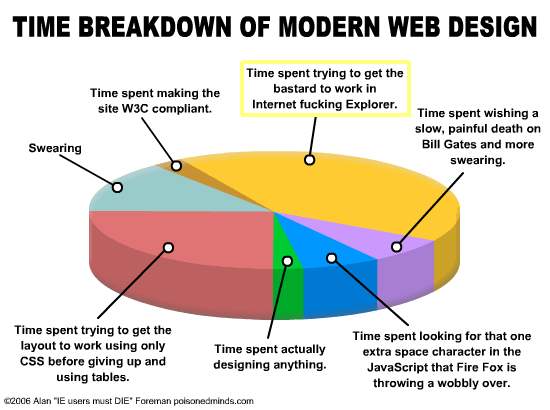 TIME BREAKDOWN OF MODERN WEB DESIGN
Time spent trying to get the
bastard to work in
Internet fucking Explorer.
Time spent making the
site W3C compliant.
Swearing
Time spent wishing a
slow, painful death on
Bill Gates and more
swearing.
Time spent trying to get the
layout to work using only
CSS before giving up and
using tables.
Time spent actually
designing anything.
Time spent looking for that one
extra space character in the
JavaScript that Fire Fox is
throwing a wobbly over.
©2006 Alan "IE users must DIE" Foreman poisonedminds.com